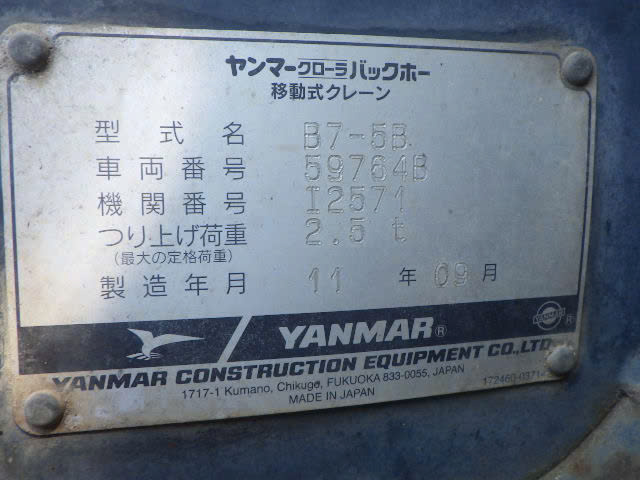 ヤンマークローラバックホー
移動式クレーン
型式名 B7-5B
車両番号 59764B
機関番号 I2571
つり上げ荷重 2.5 t
(最大の定格荷重)
製造年月 11 年 09 月
YANMAR®
YANMAR CONSTRUCTION EQUIPMENT CO.,LTD.
1717-1 Kumano, Chikugo, FUKUOKA 833-0055, JAPAN
MADE IN JAPAN